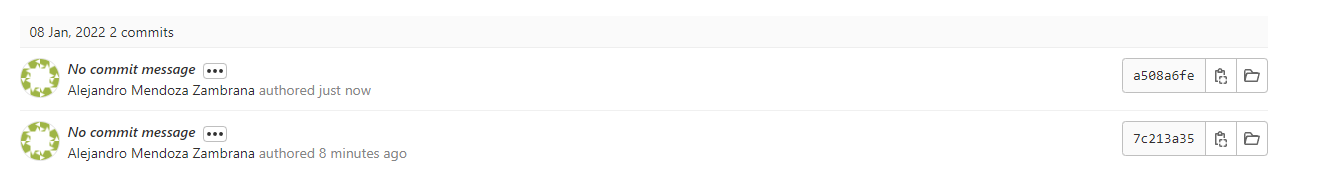 08 Jan, 2022 2 commits
No commit message
Alejandro Mendoza Zambrana authored just now
a508a6fe
No commit message
Alejandro Mendoza Zambrana authored 8 minutes ago
7c213a35